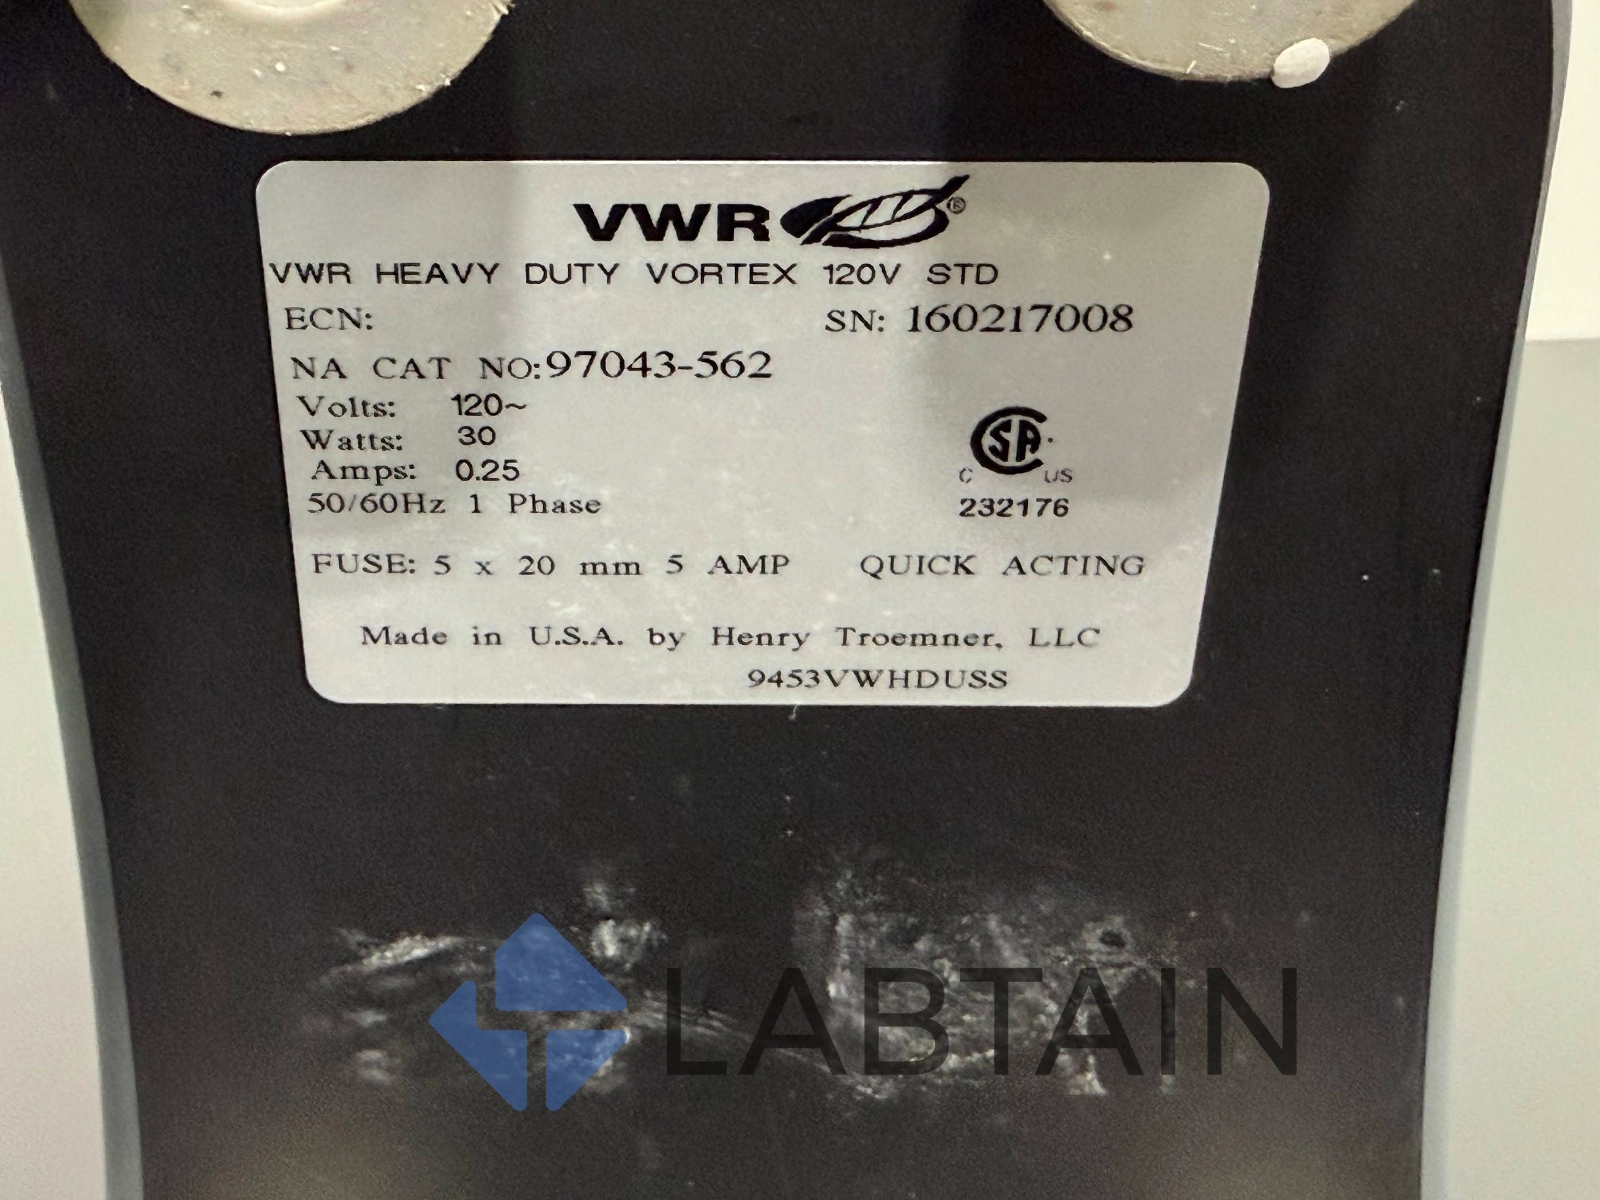 VWR®
VWR HEAVY DUTY VORTEX 120V STD
ECN: SN: 160217008
NA CAT NO:97043-562
Volts: 120~
Watts: 30
Amps: 0.25
50/60Hz 1 Phase
SA
C US
232176
FUSE: 5 x 20 mm 5 AMP QUICK ACTING
Made in U.S.A. by Henry Troemner, LLC
9453VWHDUSS
LABTAIN